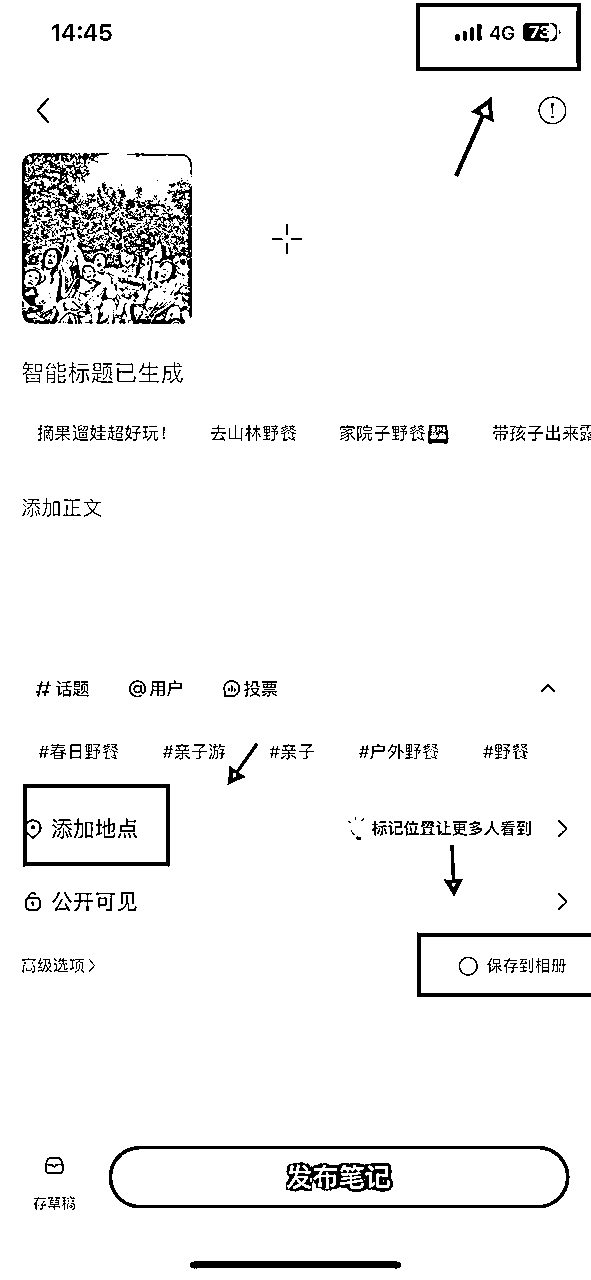 14:45 4G 73
智能标题已生成
摘果遛娃超好玩! 去山林野餐 家院子野餐 带孩子出来露
添加正文
# 话题 @用户 投票
#春日野餐 #亲子游 #亲子 #户外野餐 #野餐
添加地点 标记位置让更多人看到
公开可见
高级选项 保存到相册
存草稿 发布笔记